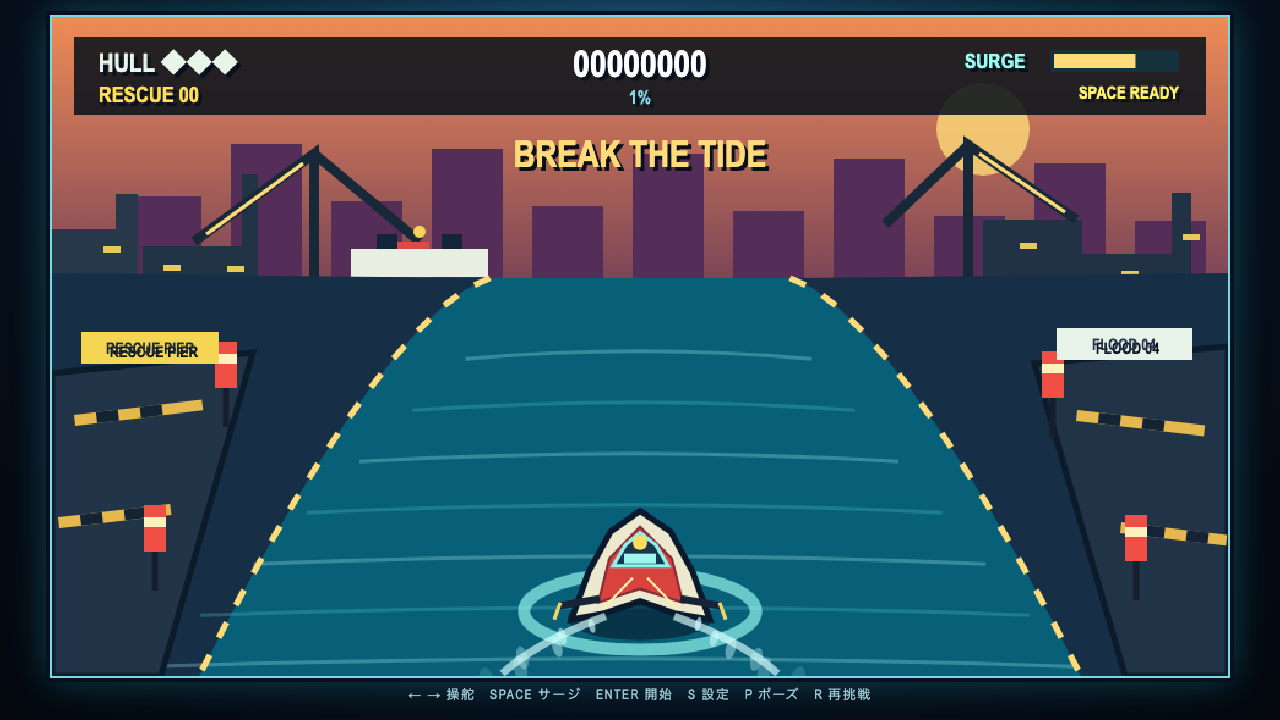 HULL
RESCUE 00
00000000
1%
SURGE
SPACE READY
BREAK THE TIDE
RESCUE PIER
FLOOD 04
← → 操舵 SPACE サージ ENTER 開始 S 設定 P ポーズ R 再挑戦